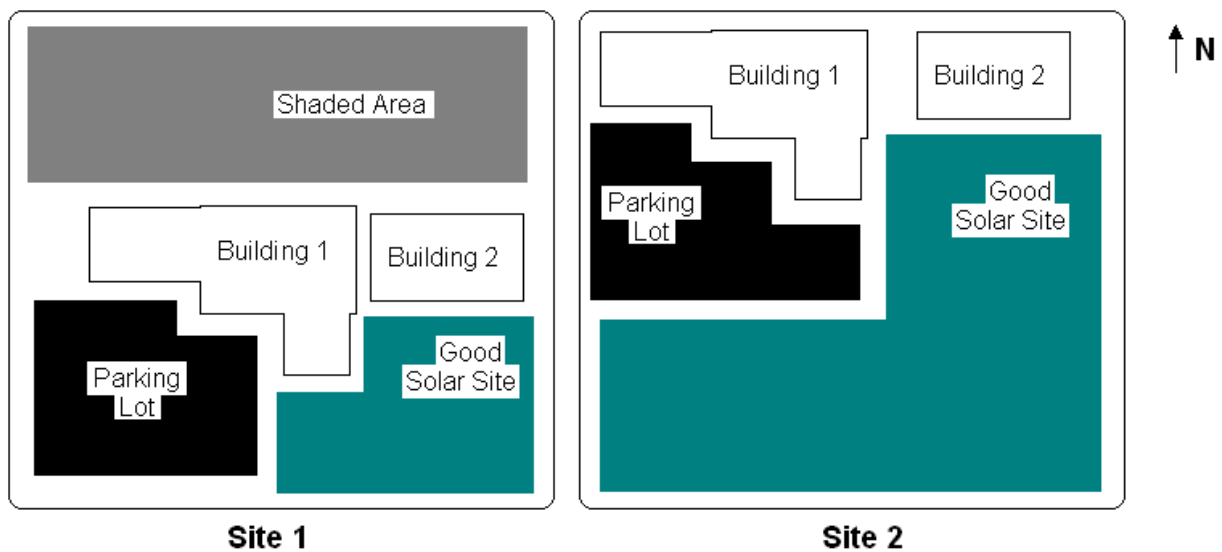 Shaded Area
Building 1
Building 2
Parking
Lot
Good
Solar Site
Site 1
Building 1
Building 2
Parking
Lot
Good
Solar Site
Site 2
N